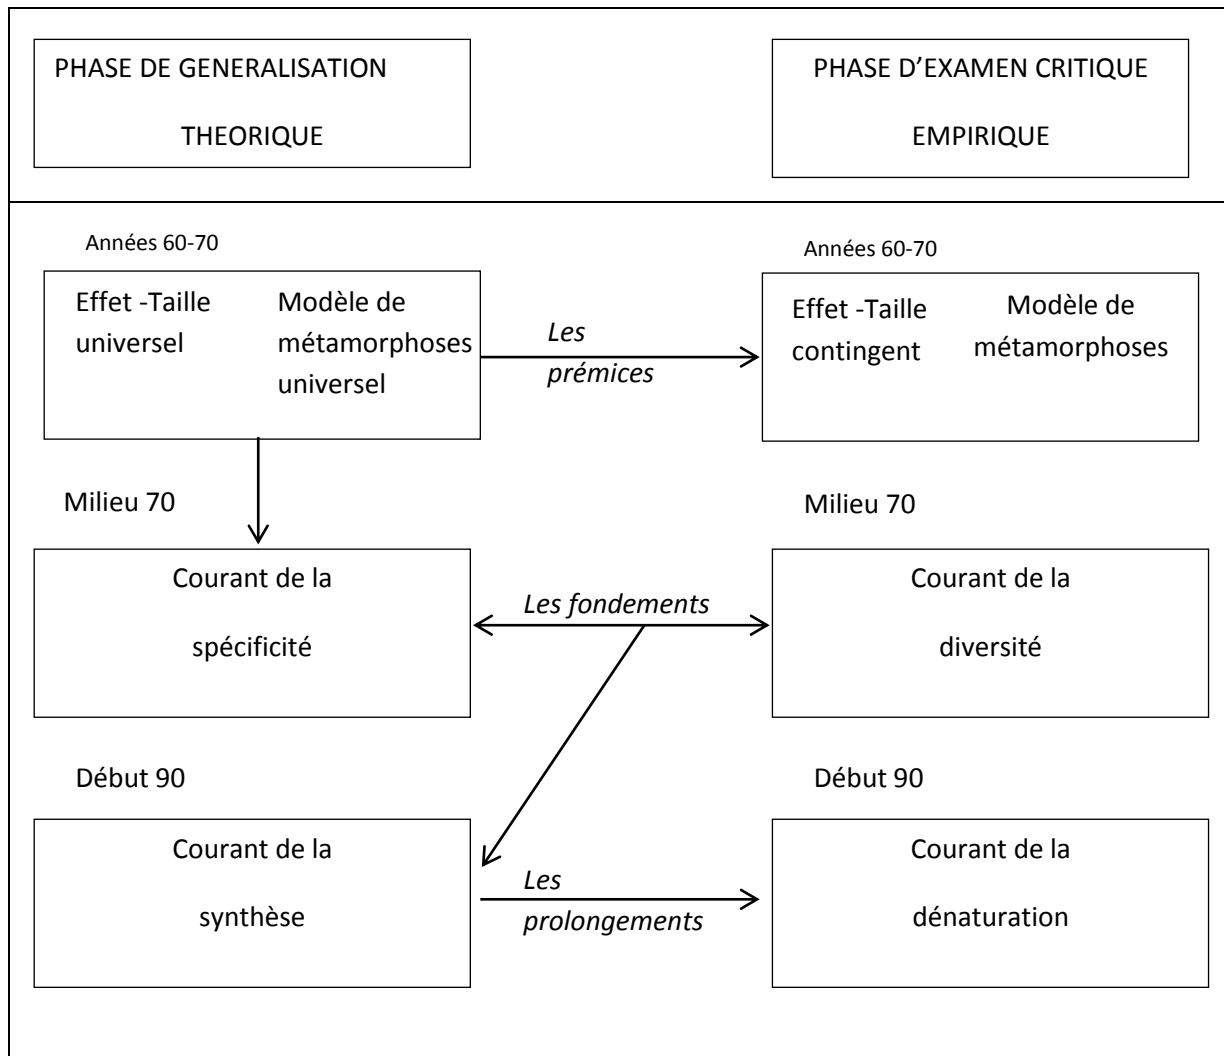 PHASE DE GENERALISATION
THEORIQUE
PHASE D’EXAMEN CRITIQUE
EMPIRIQUE
Années 60-70
Effet -Taille
universel
Modèle de
métamorphoses
universel
Les
prémices
Années 60-70
Effet -Taille
contingent
Modèle de
métamorphoses
Milieu 70
Courant de la
spécificité
Les fondements
Milieu 70
Courant de la
diversité
Début 90
Courant de la
synthèse
Les
prolongements
Début 90
Courant de la
dénaturation